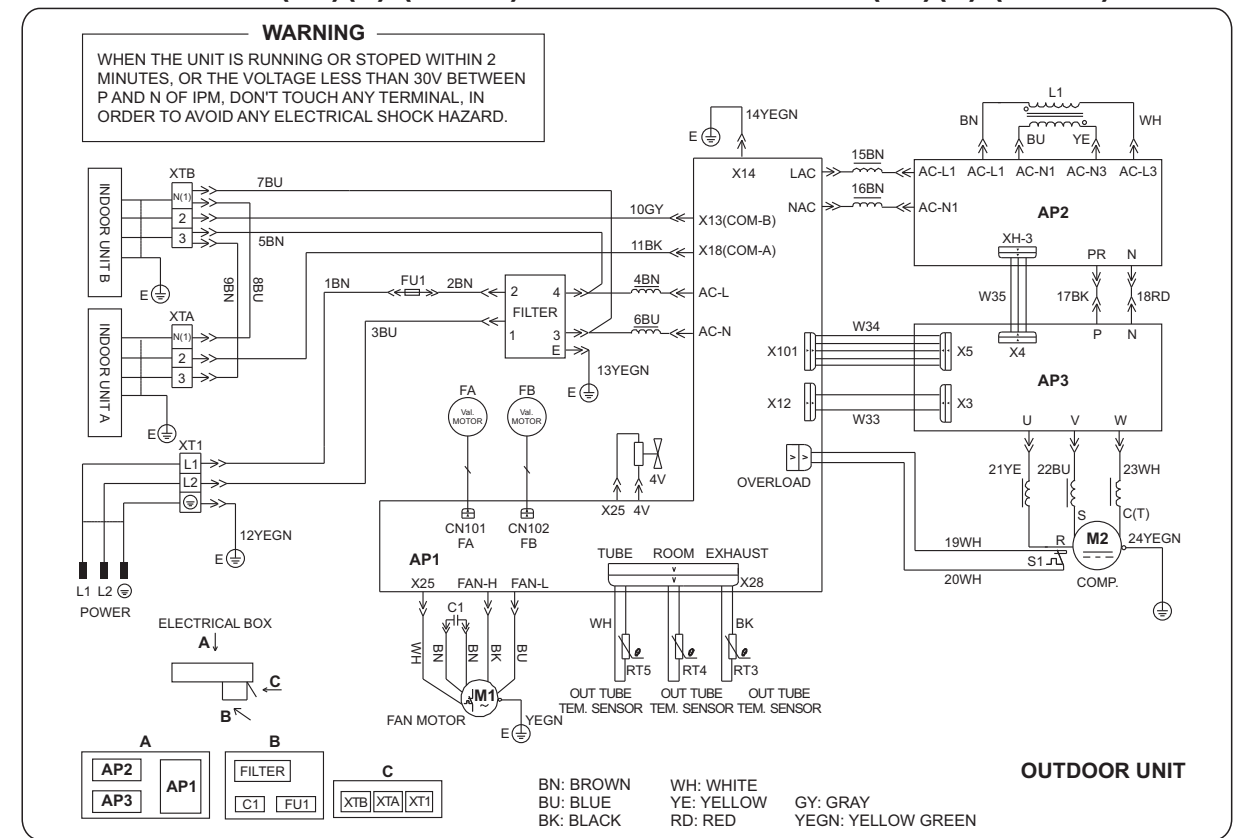 WARNING
WHEN THE UNIT IS RUNNING OR STOPED WITHIN 2
MINUTES, OR THE VOLTAGE LESS THAN 30V BETWEEN
P AND N OF IPM, DON'T TOUCH ANY TERMINAL, IN
ORDER TO AVOID ANY ELECTRICAL SHOCK HAZARD.
INDOOR UNIT B
XTB
N(1)
2
3
E
7BU
5BN
9BN
8BU
INDOOR UNIT A
XTA
N(1)
2
3
E
10GY
11BK
1BN
FU1
2BN
3BU
2 4
FILTER
1 3
E
4BN
6BU
13YEGN
E
XT1
L1
L2
12YEGN
E
L1 L2
POWER
E
14YEGN
X14
X13(COM-B)
X18(COM-A)
AC-L
AC-N
LAC
NAC
15BN
16BN
L1
BN
BU
YE
WH
AC-L1 AC-L1 AC-N1 AC-N3 AC-L3
AC-N1
AP2
XH-3
PR N
W35
17BK
18RD
X4
P N
AP3
X101
W34
X5
X12
W33
X3
U V W
OVERLOAD
21YE
22BU
23WH
S
C(T)
R
M2
24YEGN
COMP.
S1
19WH
20WH
FA
Val.
MOTOR
FB
Val.
MOTOR
CN101
FA
CN102
FB
4V
X25 4V
AP1
X25 FAN-H FAN-L
C1
WH
BN
BN
BK
BU
M1
~
FAN MOTOR
YEGN
E
TUBE ROOM EXHAUST
X28
WH
BK
RT5
RT4
RT3
OUT TUBE
TEM. SENSOR
OUT TUBE
TEM. SENSOR
OUT TUBE
TEM. SENSOR
ELECTRICAL BOX
A
C
B
A
AP2
AP3
AP1
B
FILTER
C1
FU1
C
XTB XTA XT1
BN: BROWN
BU: BLUE
BK: BLACK
WH: WHITE
YE: YELLOW
RD: RED
GY: GRAY
YEGN: YELLOW GREEN
OUTDOOR UNIT